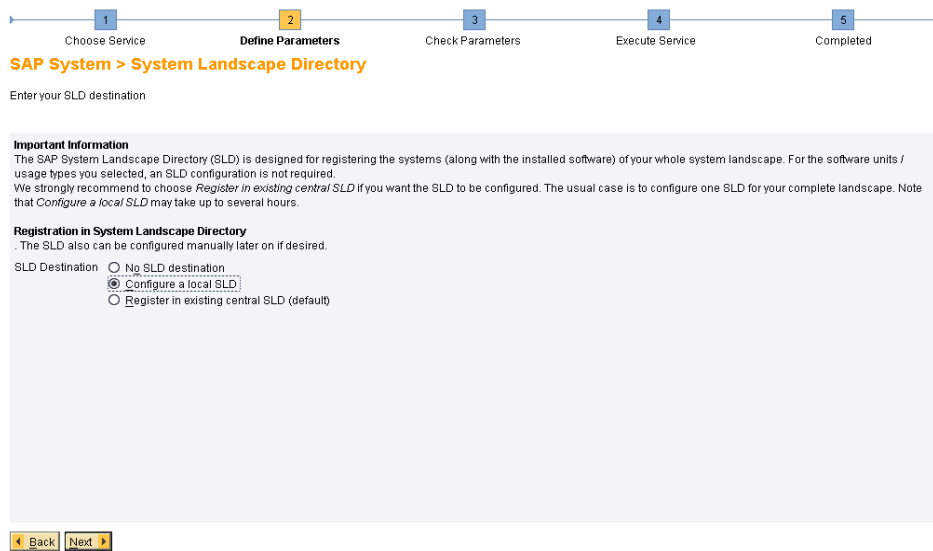 1 2 3 4 5
Choose Service Define Parameters Check Parameters Execute Service Completed
SAP System > System Landscape Directory
Enter your SLD destination
Important Information
The SAP System Landscape Directory (SLD) is designed for registering the systems (along with the installed software) of your whole system landscape. For the software units /
usage types you selected, an SLD configuration is not required.
We strongly recommend to choose Register in existing central SLD if you want the SLD to be configured. The usual case is to configure one SLD for your complete landscape. Note
that Configure a local SLD may take up to several hours.
Registration in System Landscape Directory
. The SLD also can be configured manually later on if desired.
SLD Destination No SLD destination
Configure a local SLD
Register in existing central SLD (default)
Back Next